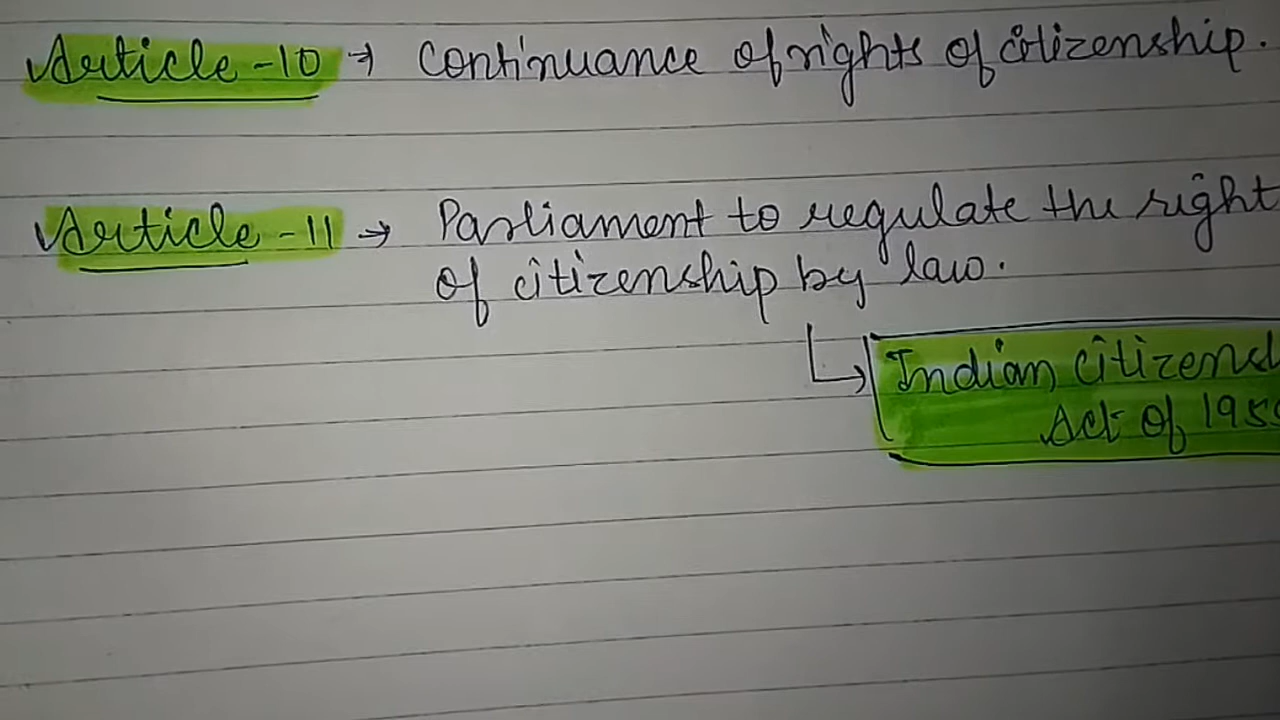 Article -10 → Continuance of rights of citizenship.
Article -11 → Parliament to regulate the right
of citizenship by law.
↳ Indian citizens
Act of 195